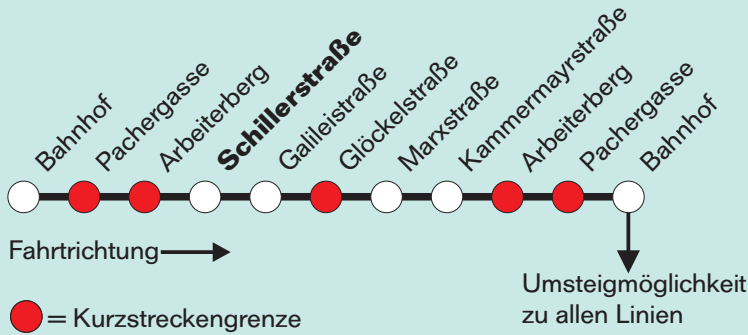 Bahnhof
Pachergasse
Arbeiterberg
Schillerstraße
Galileistraße
Glöckelstraße
Marxstraße
Kammermayrstraße
Arbeiterberg
Pachergasse
Bahnhof
Fahrtrichtung
Umsteigmöglichkeit
zu allen Linien
= Kurzstreckengrenze